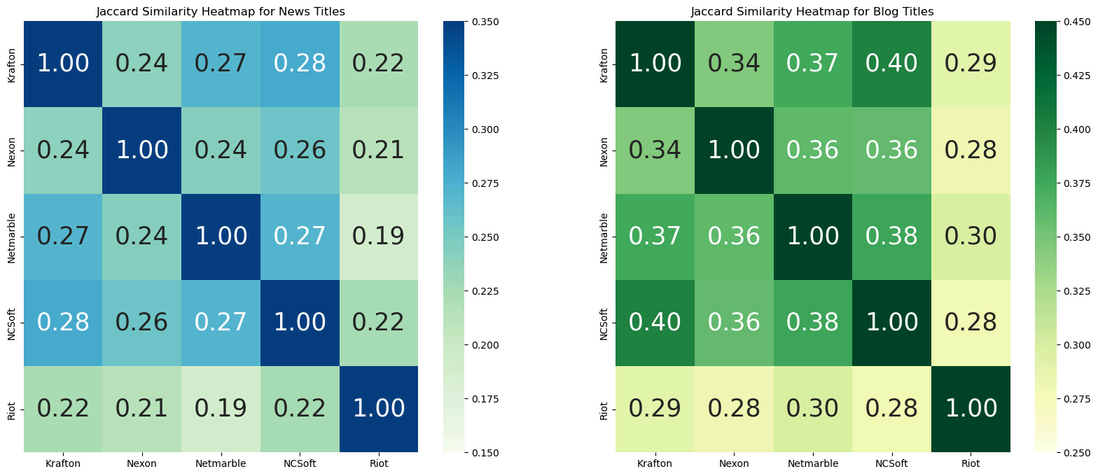 Jaccard Similarity Heatmap for News Titles
Krafton 1.00 0.24 0.27 0.28 0.22
Nexon 0.24 1.00 0.24 0.26 0.21
Netmarble 0.27 0.24 1.00 0.27 0.19
NCSoft 0.28 0.26 0.27 1.00 0.22
Riot 0.22 0.21 0.19 0.22 1.00
Krafton Nexon Netmarble NCSoft Riot
0.350
0.325
0.300
0.275
0.250
0.225
0.200
0.175
0.150
Jaccard Similarity Heatmap for Blog Titles
Krafton 1.00 0.34 0.37 0.40 0.29
Nexon 0.34 1.00 0.36 0.36 0.28
Netmarble 0.37 0.36 1.00 0.38 0.30
NCSoft 0.40 0.36 0.38 1.00 0.28
Riot 0.29 0.28 0.30 0.28 1.00
Krafton Nexon Netmarble NCSoft Riot
0.450
0.425
0.400
0.375
0.350
0.325
0.300
0.275
0.250